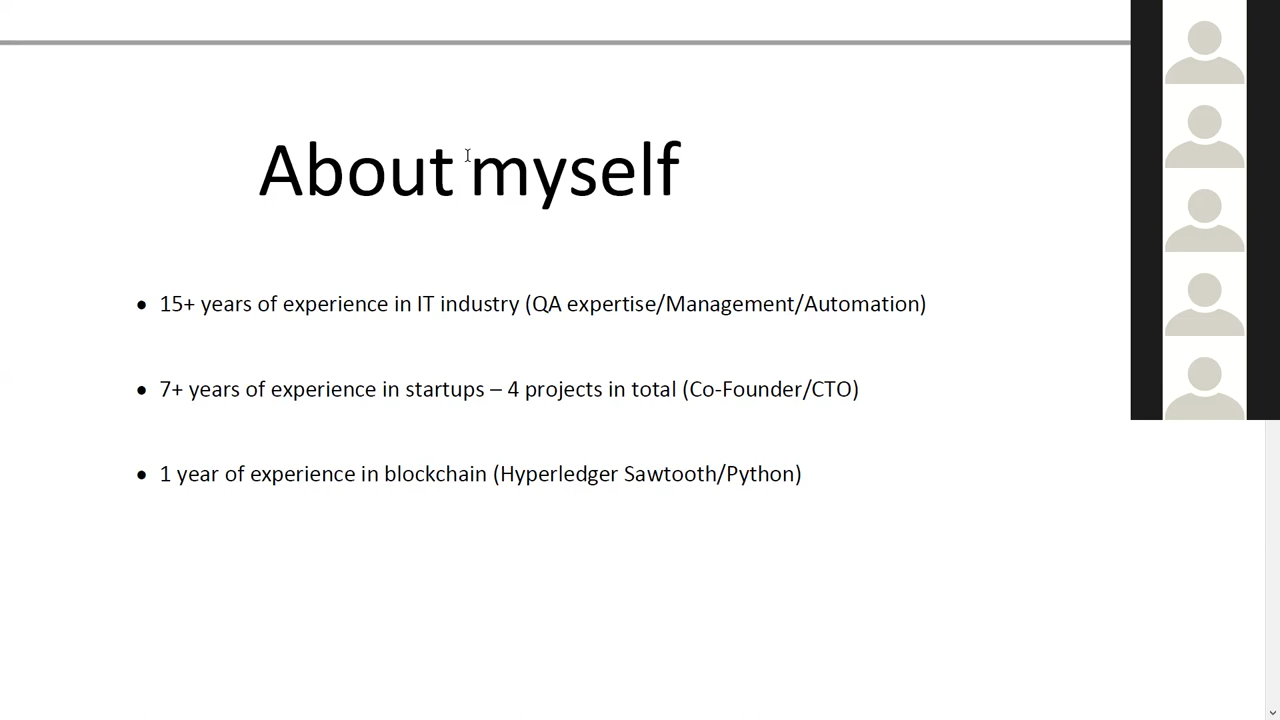 About myself
• 15+ years of experience in IT industry (QA expertise/Management/Automation)
• 7+ years of experience in startups – 4 projects in total (Co-Founder/CTO)
• 1 year of experience in blockchain (Hyperledger Sawtooth/Python)